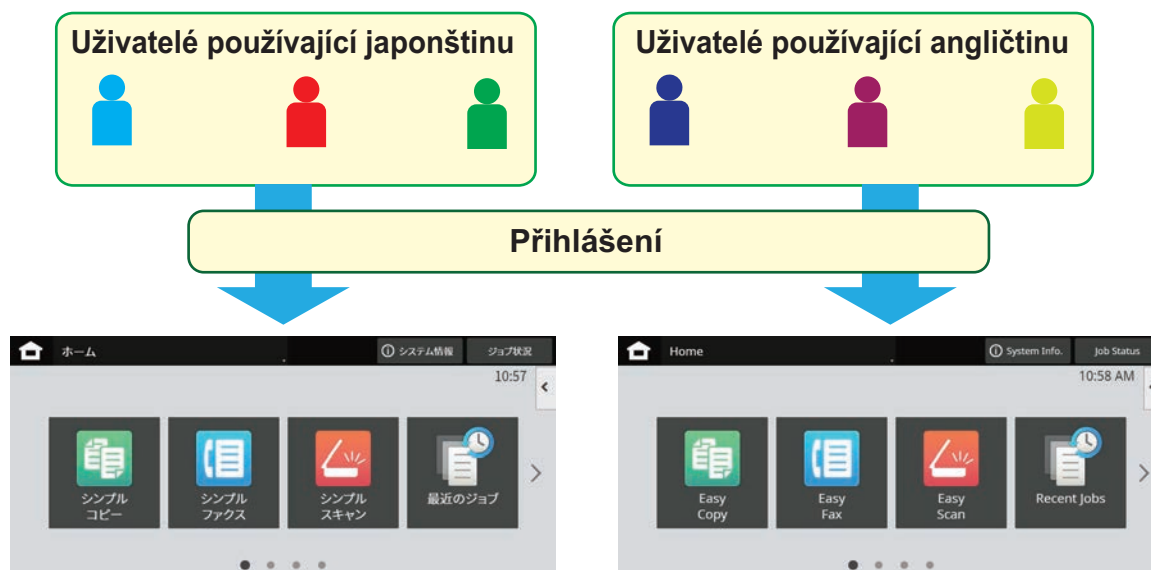 Uživatelé používající japonštinu
Uživatelé používající angličtinu
Přihlášení
ホーム
システム情報
ジョブ状況
10:57
シンプル
コピー
シンプル
ファクス
シンプル
スキャン
最近のジョブ
Home
System Info.
Job Status
10:58 AM
Easy
Copy
Easy
Fax
Easy
Scan
Recent Jobs